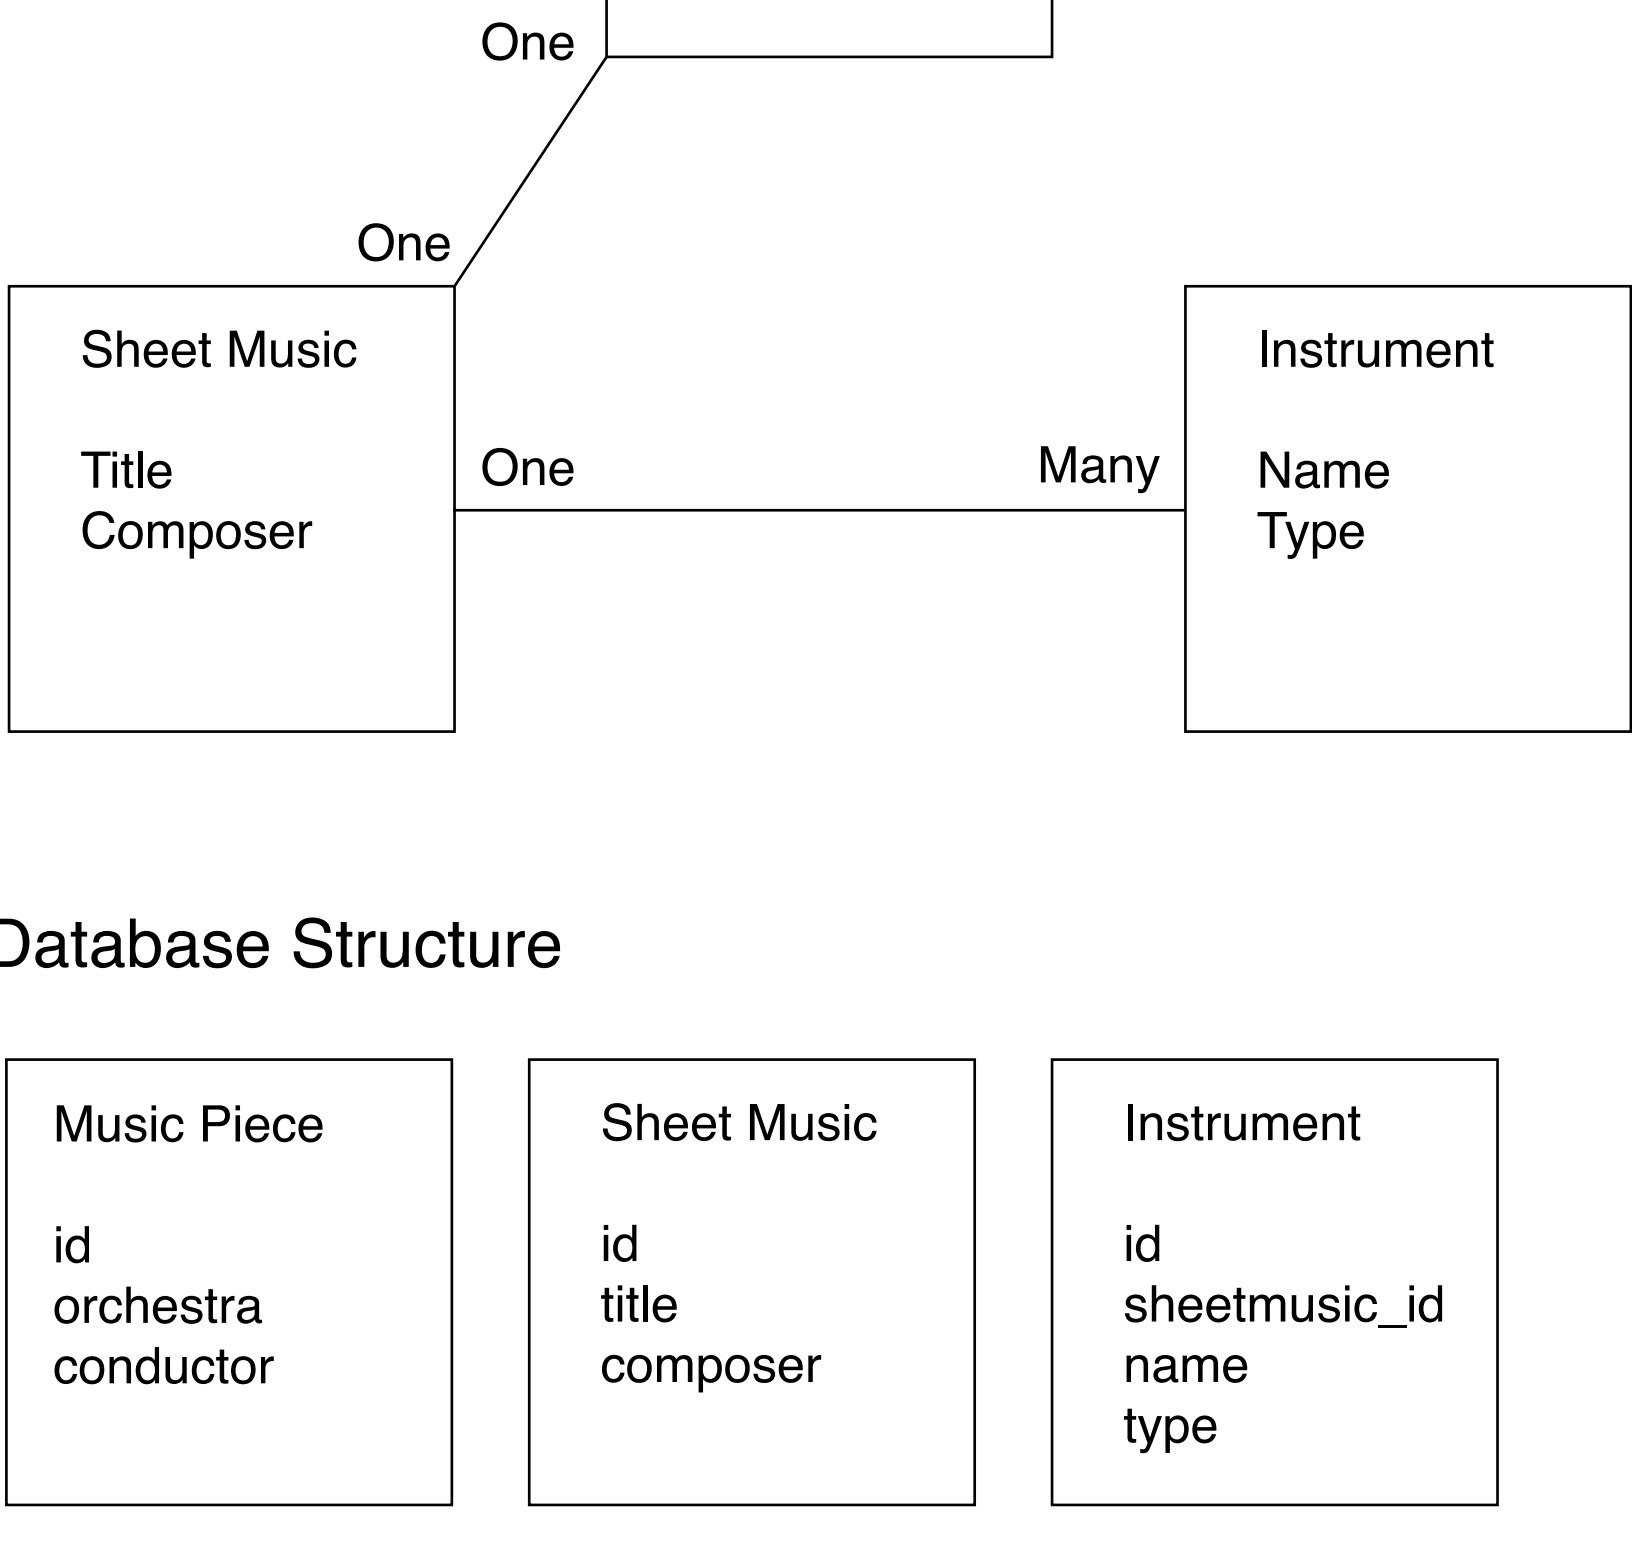 One
One
Sheet Music
Title
Composer
One
Many
Instrument
Name
Type
Database Structure
Music Piece
id
orchestra
conductor
Sheet Music
id
title
composer
Instrument
id
sheetmusic_id
name
type